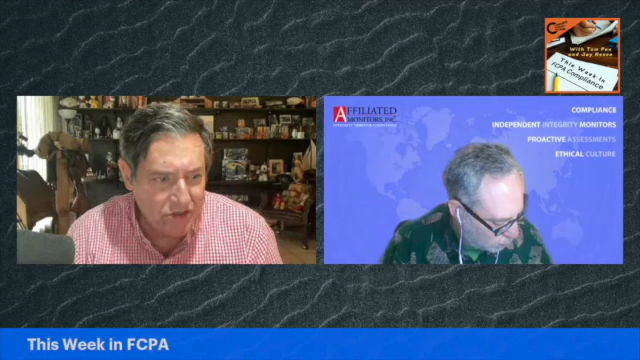 With Tom Fox
and Jay Rosen
This Week in
FCPA Compliance
AFFILIATED
MONITORS, INC.
COMPLIANCE
INDEPENDENT INTEGRITY MONITORS
PROACTIVE ASSESSMENTS
ETHICAL CULTURE
This Week in FCPA